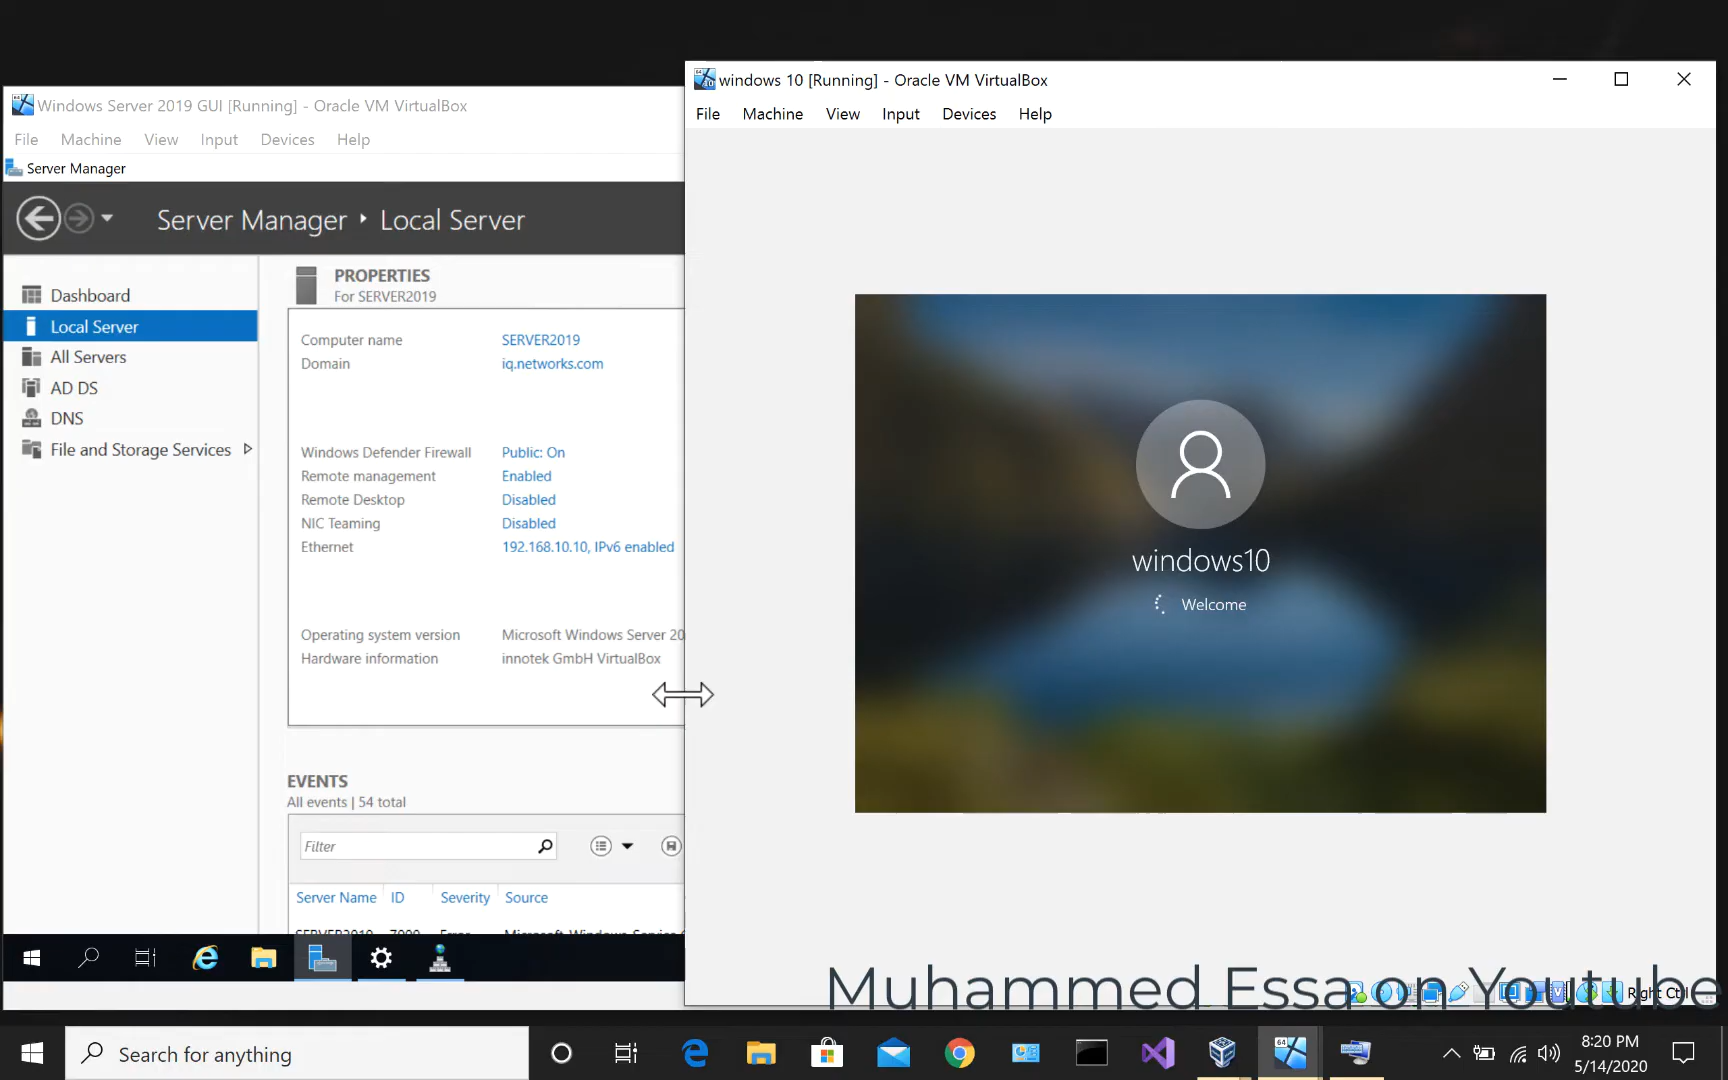 Windows Server 2019 GUI [Running] - Oracle VM VirtualBox
File Machine View Input Devices Help
Server Manager
Server Manager Local Server
Dashboard
Local Server
All Servers
AD DS
DNS
File and Storage Services
PROPERTIES
For SERVER2019
Computer name SERVER2019
Domain iq.networks.com
Windows Defender Firewall Public: On
Remote management Enabled
Remote Desktop Disabled
NIC Teaming Disabled
Ethernet 192.168.10.10, IPv6 enabled
Operating system version Microsoft Windows Server 20
Hardware information innotek GmbH VirtualBox
EVENTS
All events | 54 total
Filter
Server Name ID Severity Source
windows 10 [Running] - Oracle VM VirtualBox
File Machine View Input Devices Help
windows10
Welcome
Right Ctrl
Muhammed Essa on Youtube
Search for anything
8:20 PM
5/14/2020